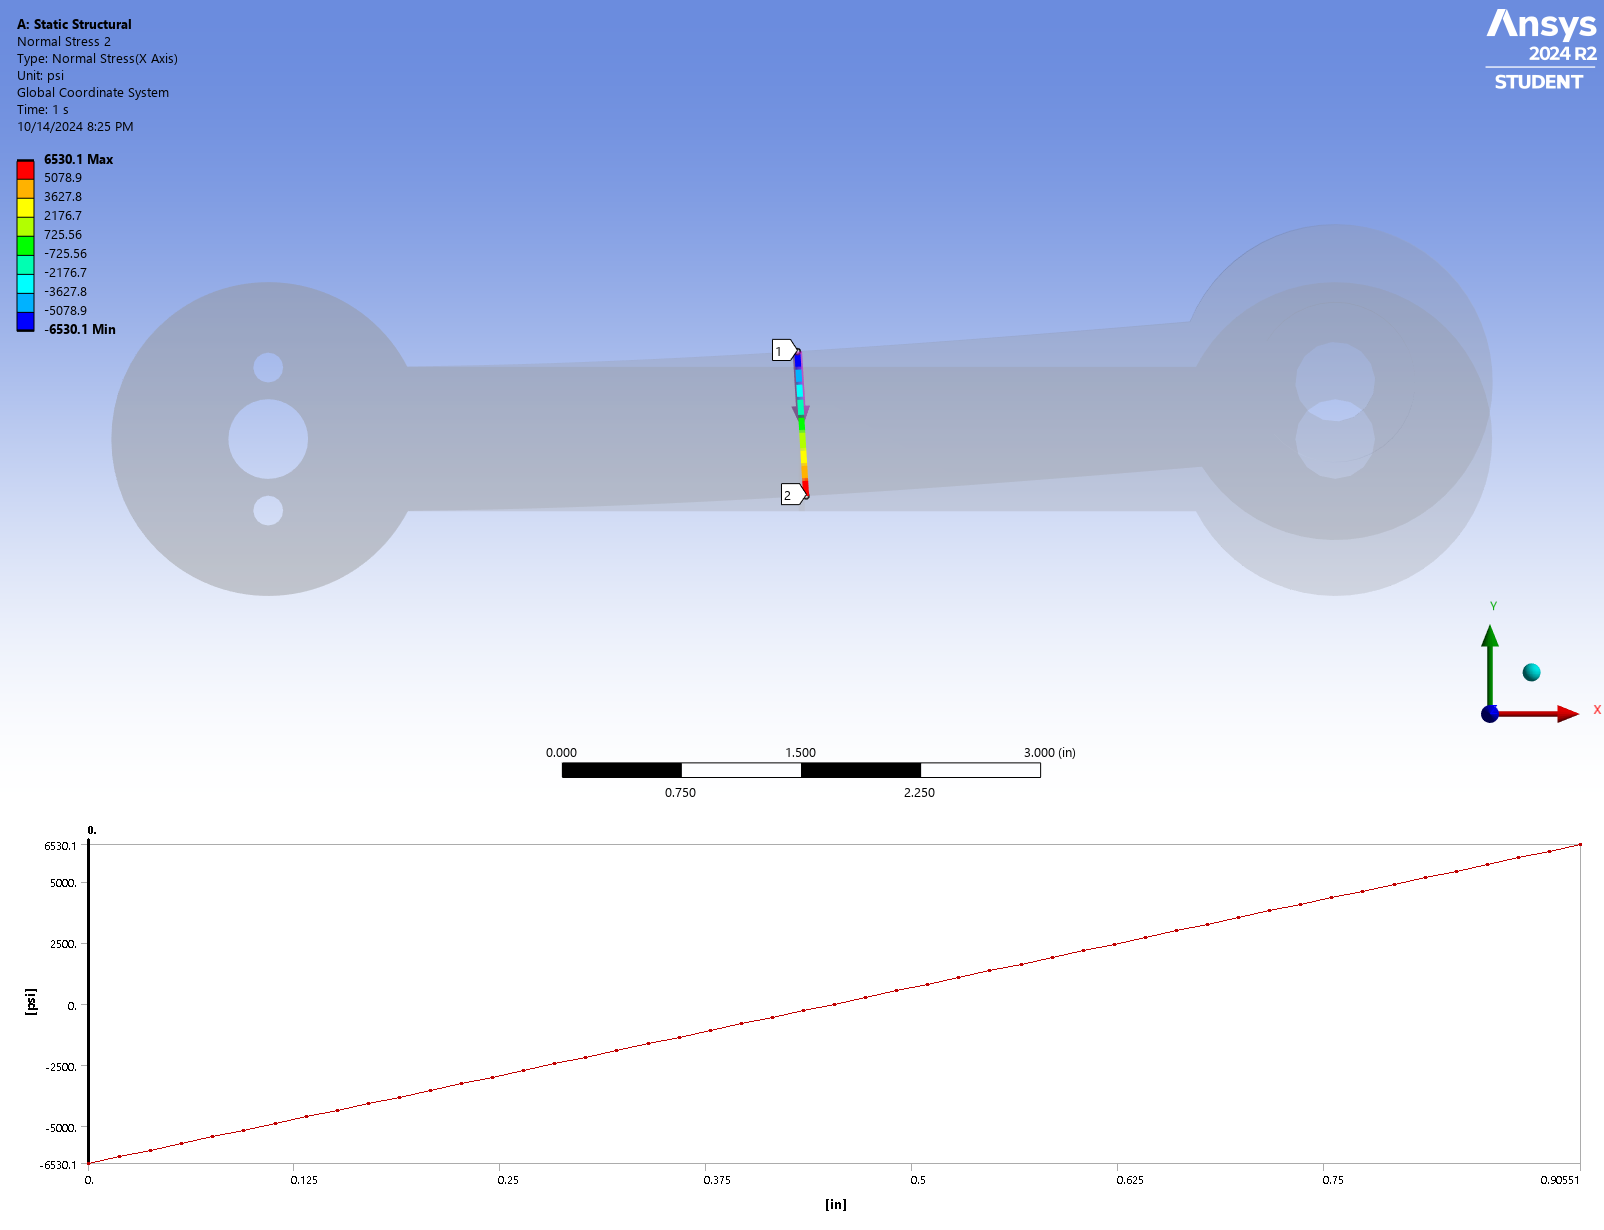 A: Static Structural
Normal Stress 2
Type: Normal Stress(X Axis)
Unit: psi
Global Coordinate System
Time: 1 s
10/14/2024 8:25 PM
Ansys
2024 R2
STUDENT
6530.1 Max
5078.9
3627.8
2176.7
725.56
-725.56
-2176.7
-3627.8
-5078.9
-6530.1 Min
1
2
Y
X
0.000 1.500 3.000 (in)
0.750 2.250
0.
6530.1
5000.
2500.
0.
-2500.
-5000.
-6530.1
[psi]
0. 0.125 0.25 0.375 0.5 0.625 0.75 0.90551
[in]